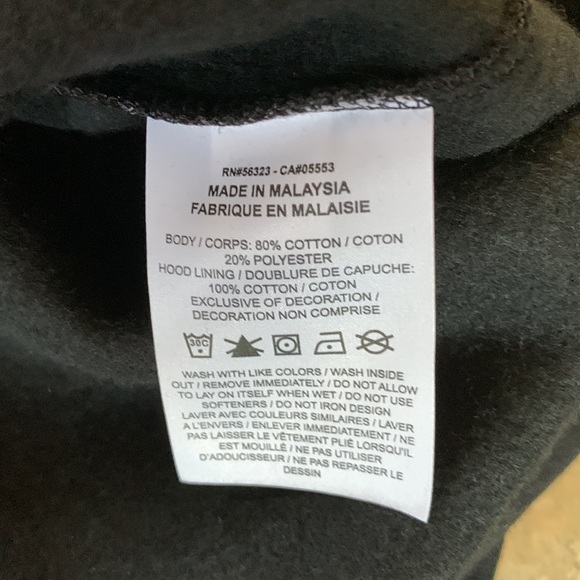 RN#56323 - CA#05553
MADE IN MALAYSIA
FABRIQUE EN MALAISIE
BODY / CORPS: 80% COTTON / COTON
20% POLYESTER
HOOD LINING / DOUBLURE DE CAPUCHE:
100% COTTON / COTON
EXCLUSIVE OF DECORATION /
DECORATION NON COMPRISE
30C
WASH WITH LIKE COLORS / WASH INSIDE
OUT / REMOVE IMMEDIATELY / DO NOT ALLOW
TO LAY ON ITSELF WHEN WET / DO NOT USE
SOFTENERS / DO NOT IRON DESIGN
LAVER AVEC COULEURS SIMILAIRES / LAVER
A L'ENVERS / ENLEVER IMMEDIATEMENT / NE
PAS LAISSER LE VÊTEMENT PLIÉ LORSQU'IL
EST MOUILLÉ / NE PAS UTILISER
D'ADOUCISSEUR / NE PAS REPASSER LE
DESSIN